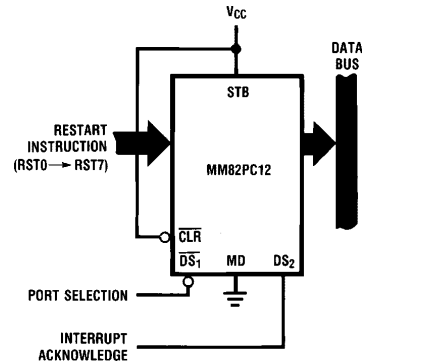 VCC
DATA
BUS
STB
RESTART
INSTRUCTION
(RST0→RST7)
MM82PC12
CLR
DS1 MD DS2
PORT SELECTION
INTERRUPT
ACKNOWLEDGE